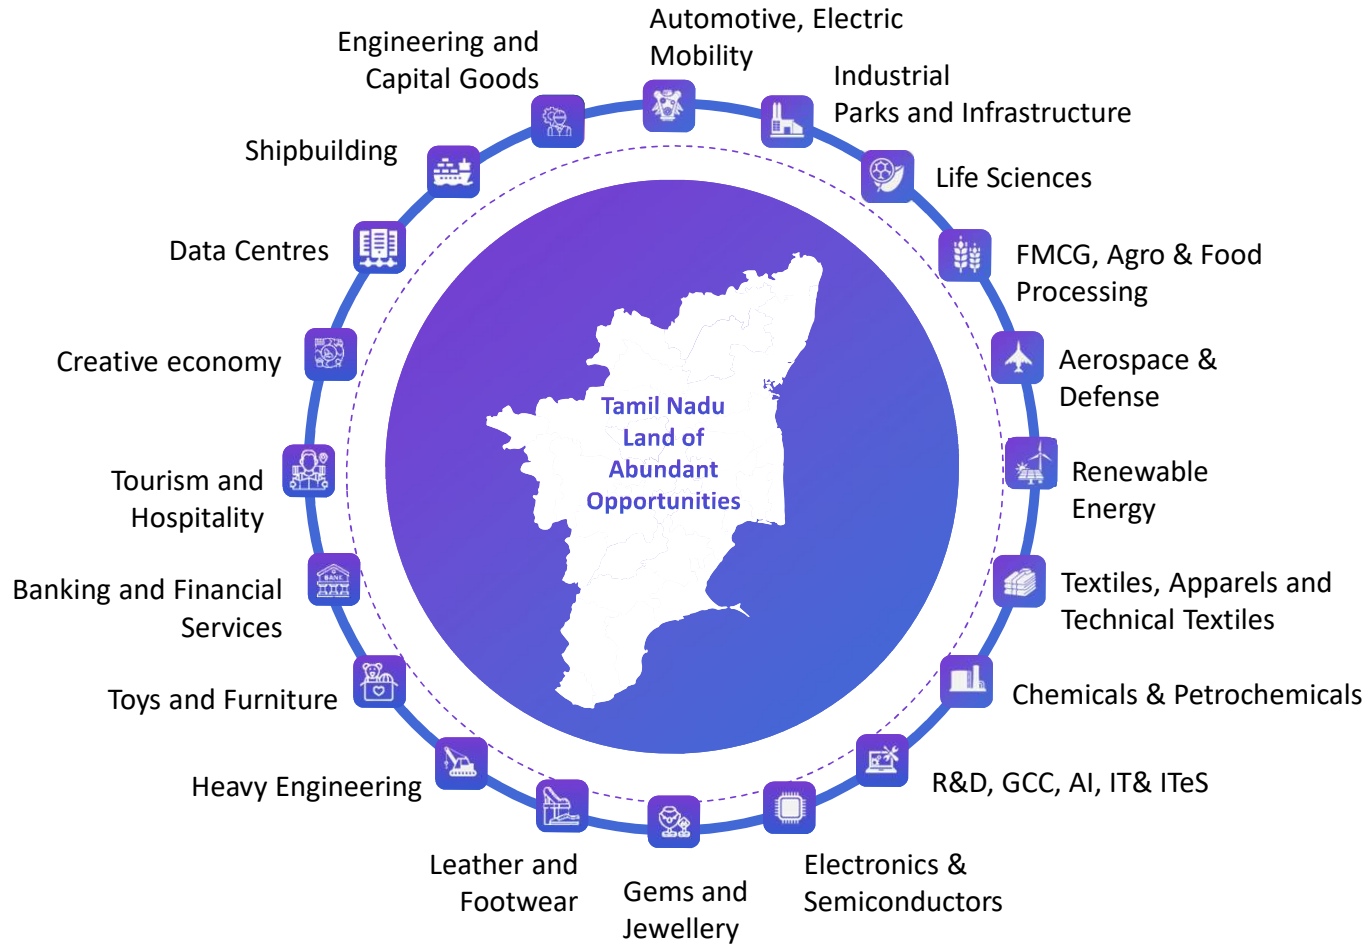 Automotive, Electric
Mobility
Industrial
Parks and Infrastructure
Life Sciences
FMCG, Agro & Food
Processing
Aerospace &
Defense
Renewable
Energy
Textiles, Apparels and
Technical Textiles
Chemicals & Petrochemicals
R&D, GCC, AI, IT& ITeS
Electronics &
Semiconductors
Gems and
Jewellery
Leather and
Footwear
Heavy Engineering
Toys and Furniture
Banking and Financial
Services
BANK
Tourism and
Hospitality
Creative economy
Data Centres
Shipbuilding
Engineering and
Capital Goods
Tamil Nadu
Land of
Abundant
Opportunities